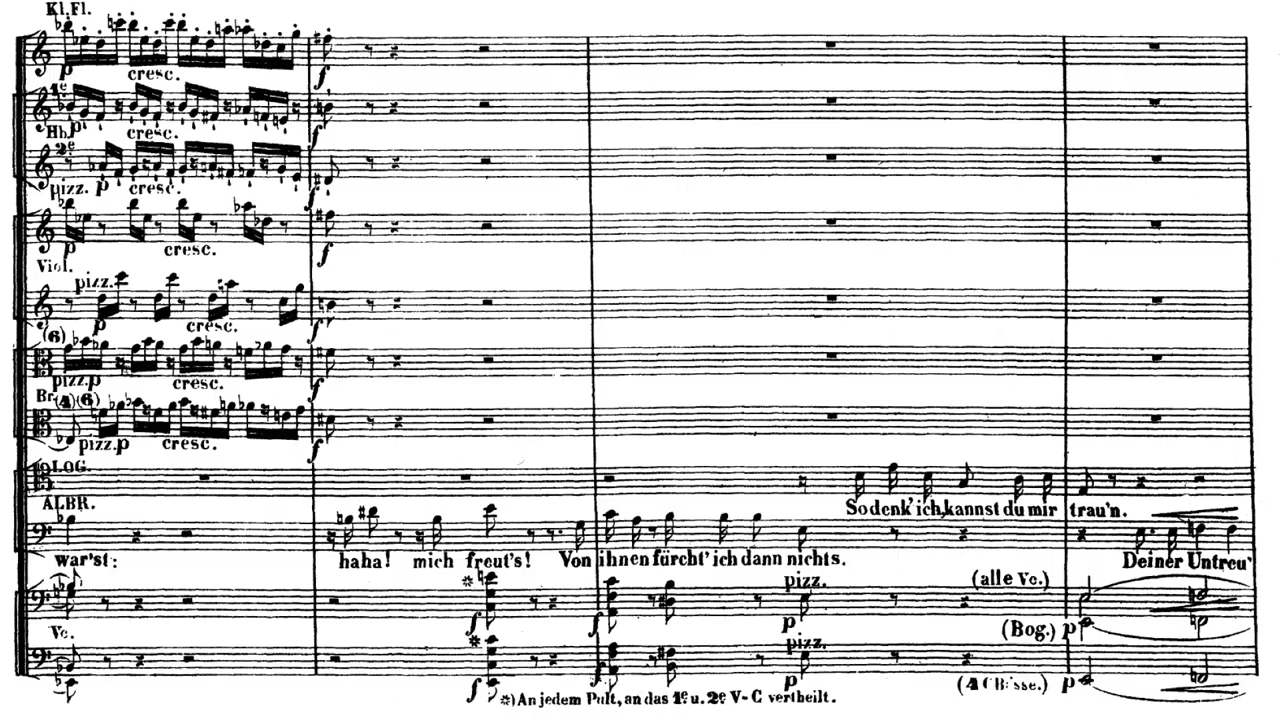 Kl.Fl.
p cresc. f
1e
Hb. p cresc. f
2e
pizz. p cresc. f
p cresc. f
Viol.
pizz.
p cresc. f
(6)
pizz. p cresc. f
Br. (4)(6)
pizz. p cresc. f
LOG.
So denk' ich, kannst du mir trau'n.
ALBR.
war'st: haha! mich freut's! Von ihnen fürcht' ich dann nichts. Deiner Untreu'
* pizz. (alle Vc.)
f f p (Bog.) p
Vc.
* pizz.
f f p (4 CBässe.) p
*) An jedem Pult, an das 1e u. 2e V-C vertheilt.